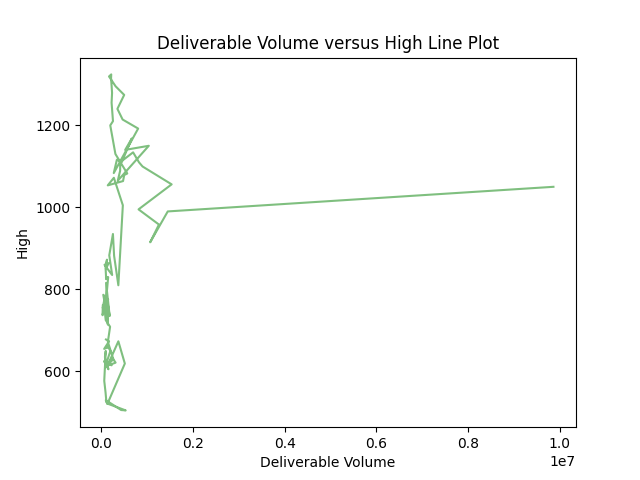 Deliverable Volume versus High Line Plot
1200
1000
800
600
High
0.0 0.2 0.4 0.6 0.8 1.0
1e7
Deliverable Volume